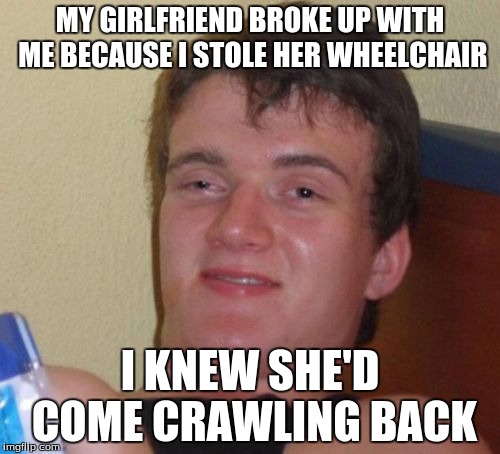 MY GIRLFRIEND BROKE UP WITH
ME BECAUSE I STOLE HER WHEELCHAIR
I KNEW SHE'D
COME CRAWLING BACK
imgflip.com